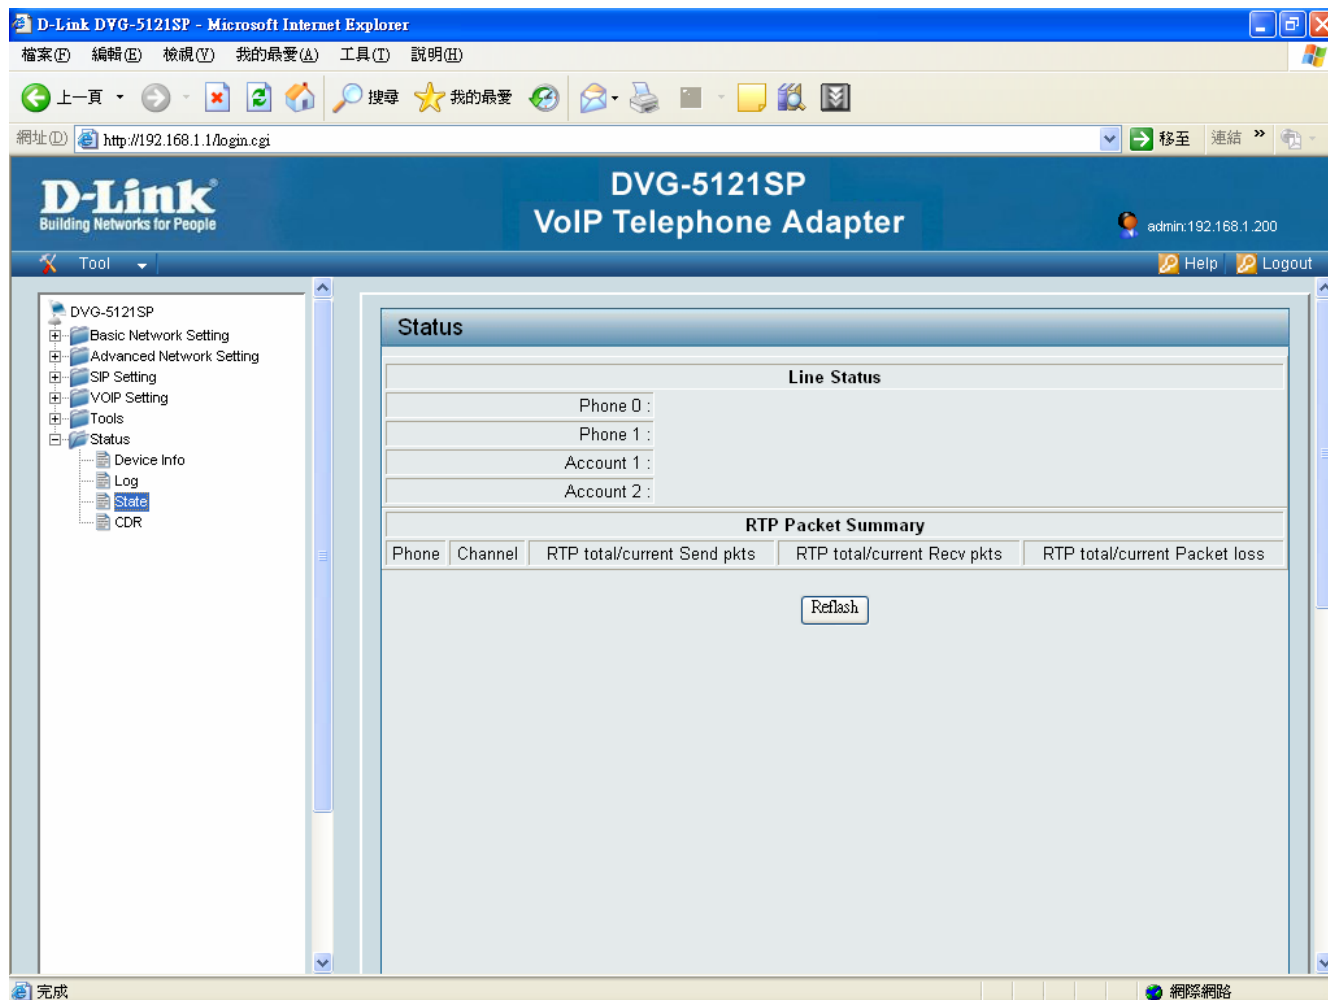 D-Link DVG-5121SP - Microsoft Internet Explorer
檔案(F) 編輯(E) 檢視(V) 我的最愛(A) 工具(T) 說明(H)
上一頁 搜尋 我的最愛
網址(D) http://192.168.1.1/login.cgi 移至 連結 »
D-Link®
Building Networks for People
DVG-5121SP
VoIP Telephone Adapter
admin:192.168.1.200
Tool Help Logout
DVG-5121SP
Basic Network Setting
Advanced Network Setting
SIP Setting
VOIP Setting
Tools
Status
Device Info
Log
State
CDR
Status
Line Status
Phone 0 :
Phone 1 :
Account 1 :
Account 2 :
RTP Packet Summary
Phone Channel RTP total/current Send pkts RTP total/current Recv pkts RTP total/current Packet loss
Reflash
完成 網際網路